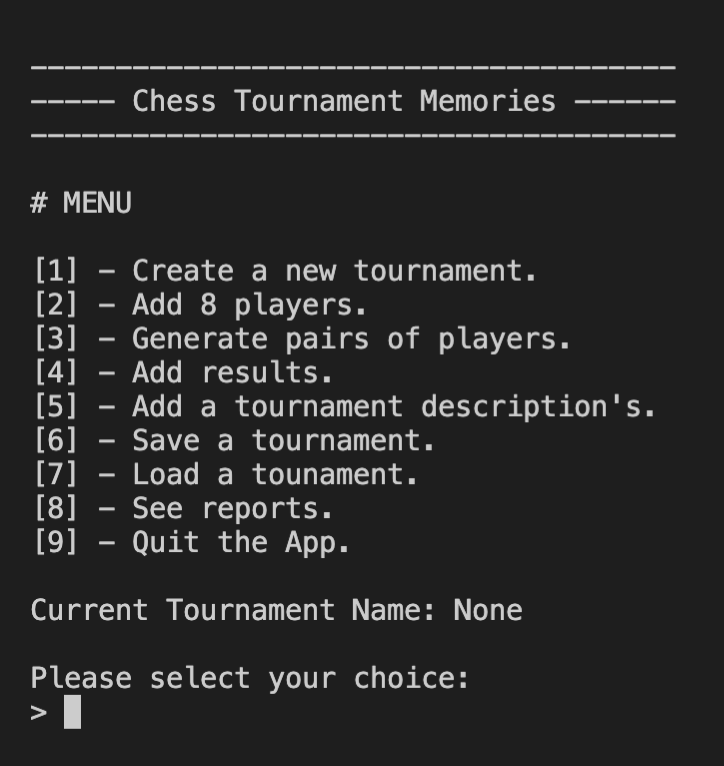 --------------------------------------
----- Chess Tournament Memories ------
--------------------------------------
# MENU
[1] - Create a new tournament.
[2] - Add 8 players.
[3] - Generate pairs of players.
[4] - Add results.
[5] - Add a tournament description's.
[6] - Save a tournament.
[7] - Load a tounament.
[8] - See reports.
[9] - Quit the App.
Current Tournament Name: None
Please select your choice:
>